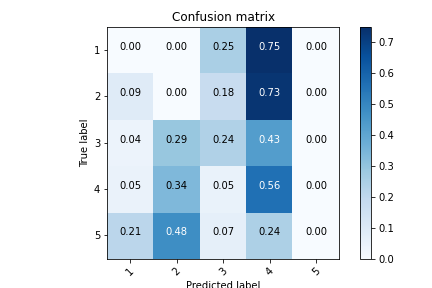 Confusion matrix
1 0.00 0.00 0.25 0.75 0.00
2 0.09 0.00 0.18 0.73 0.00
3 0.04 0.29 0.24 0.43 0.00
4 0.05 0.34 0.05 0.56 0.00
5 0.21 0.48 0.07 0.24 0.00
True label
1 2 3 4 5
Predicted label
0.7
0.6
0.5
0.4
0.3
0.2
0.1
0.0